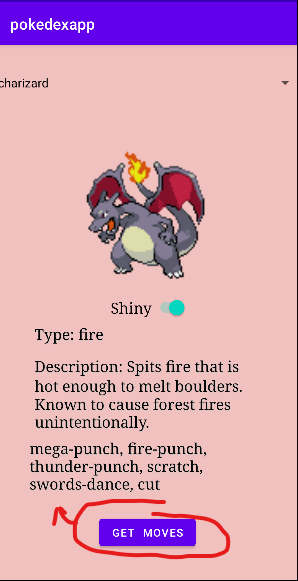 pokedexapp
charizard
Shiny
Type: fire
Description: Spits fire that is
hot enough to melt boulders.
Known to cause forest fires
unintentionally.
mega-punch, fire-punch,
thunder-punch, scratch,
swords-dance, cut
GET MOVES